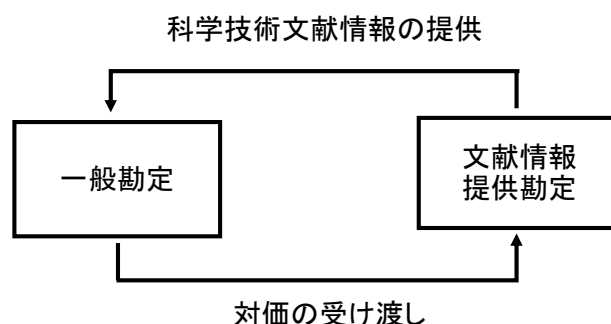 科学技術文献情報の提供
一般勘定
文献情報
提供勘定
対価の受け渡し